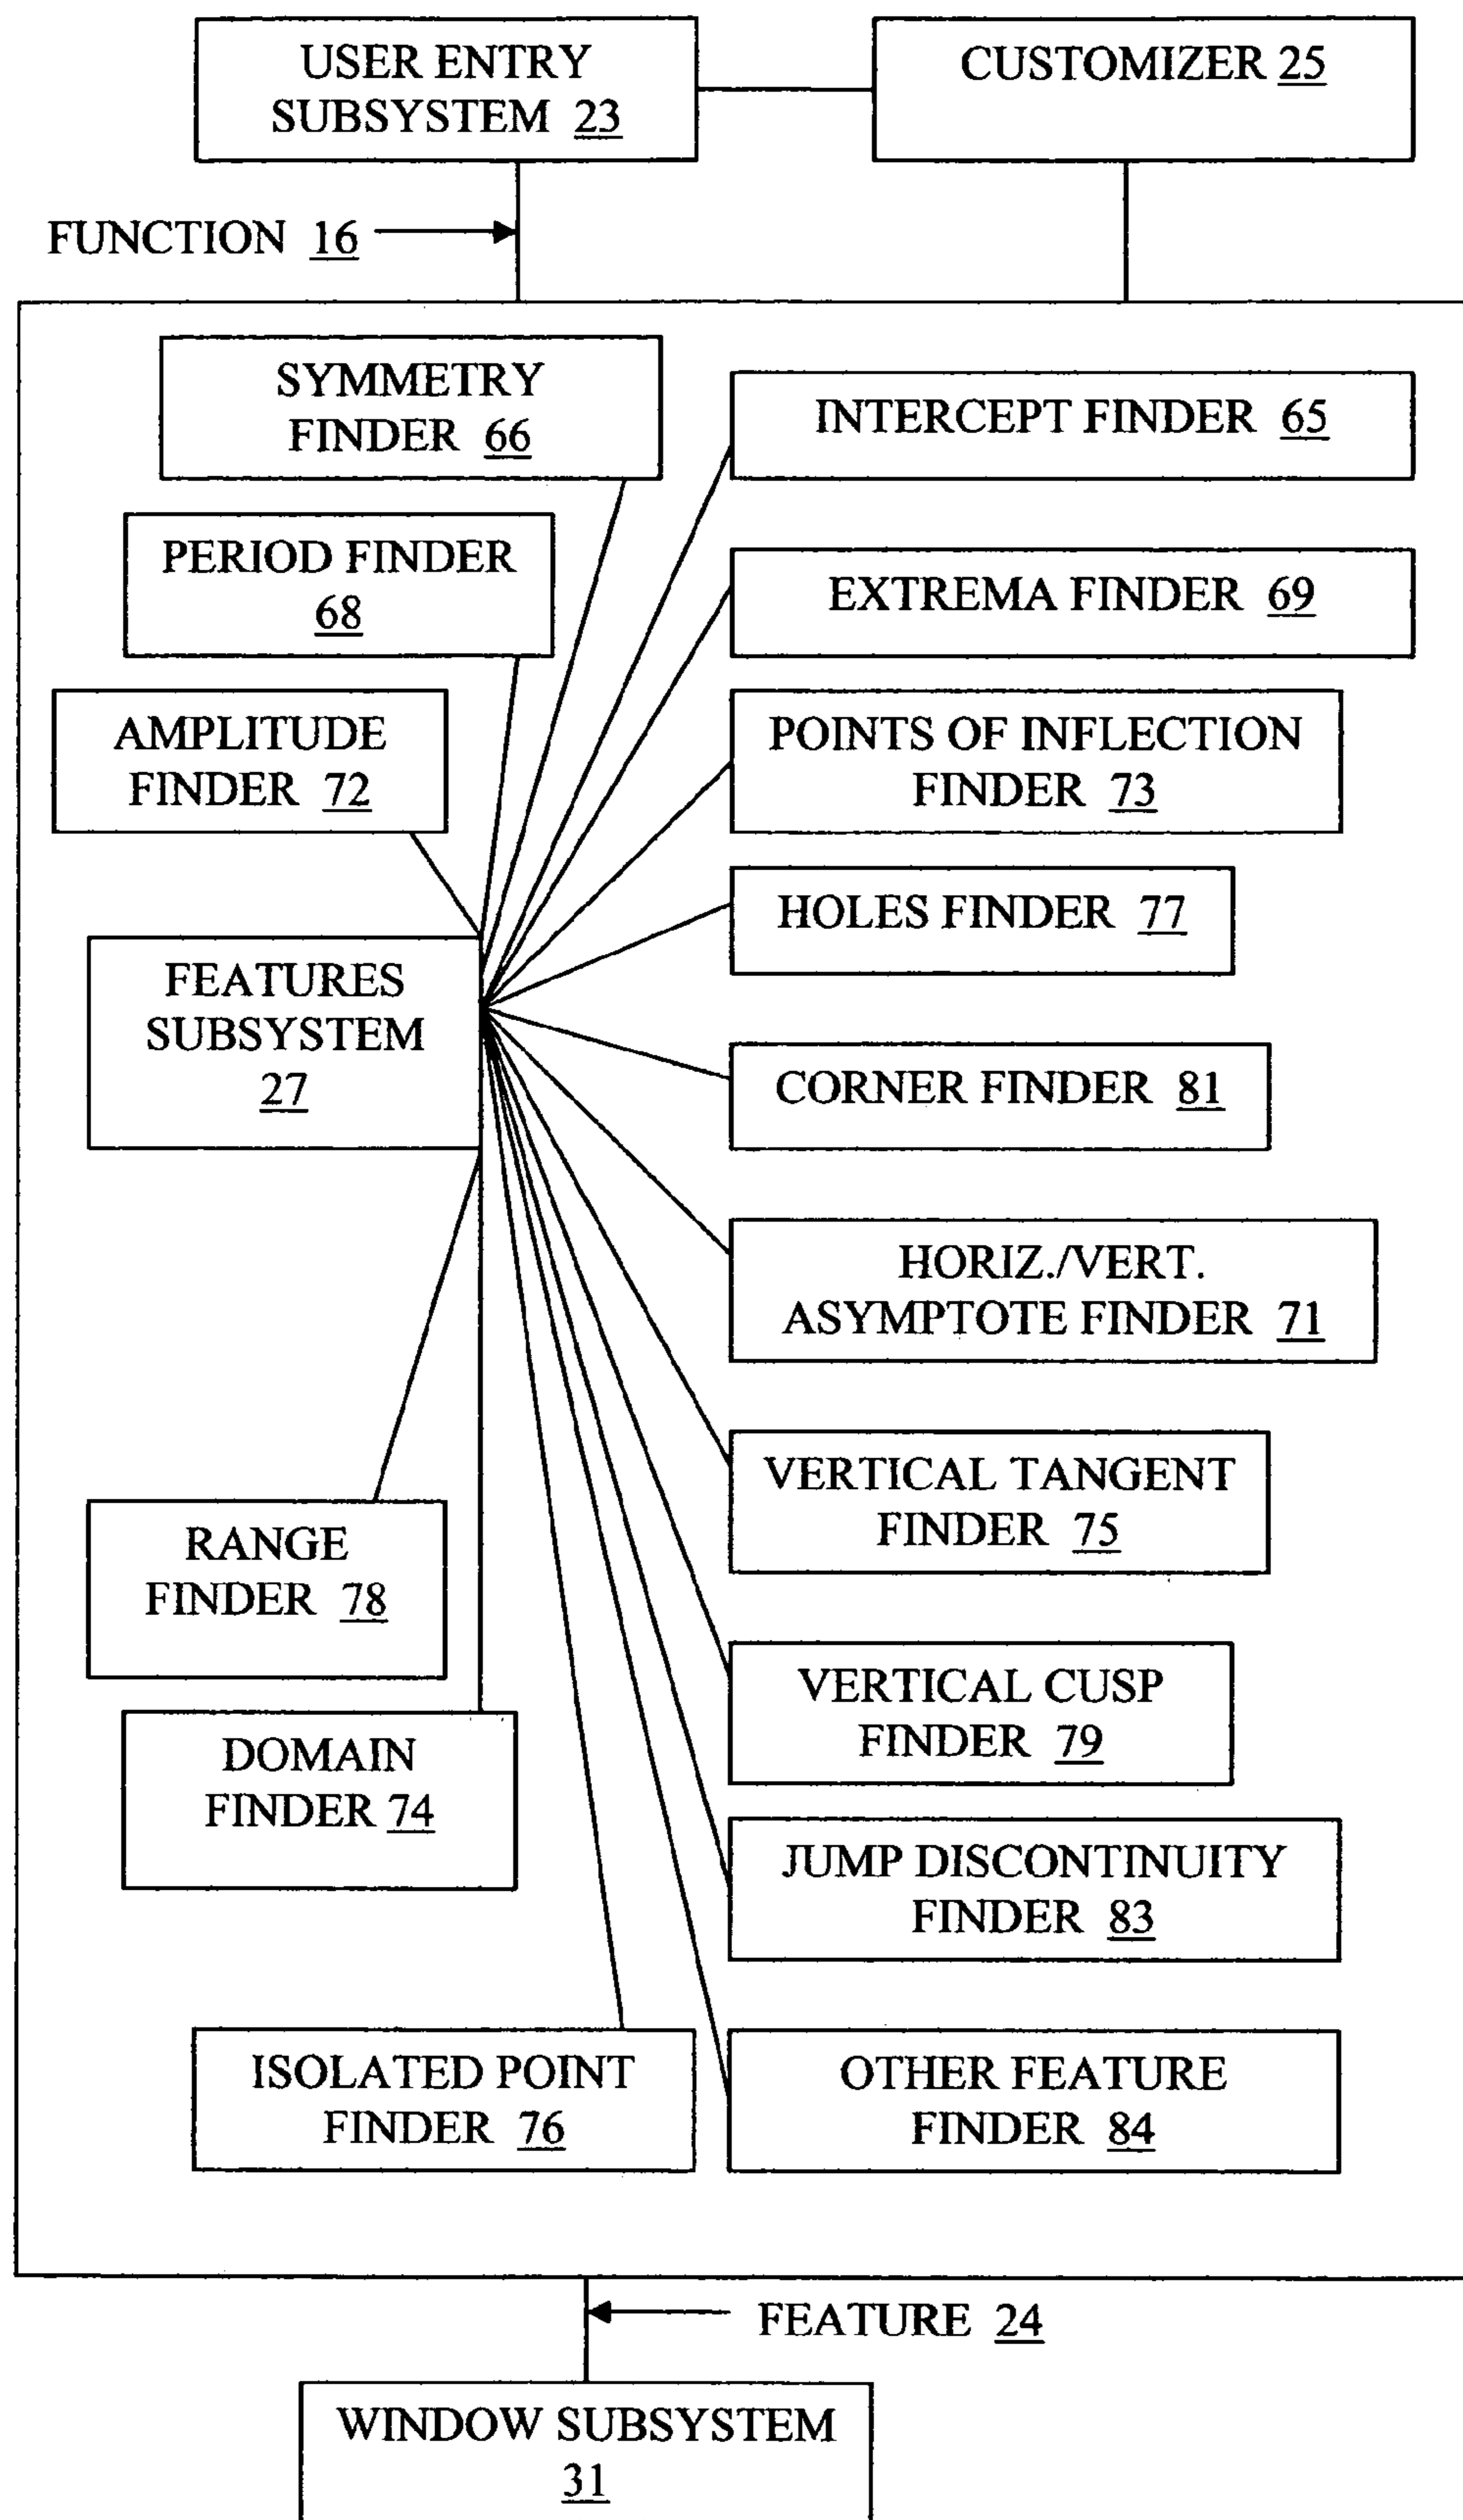 USER ENTRY
SUBSYSTEM 23
CUSTOMIZER 25
FUNCTION 16
SYMMETRY
FINDER 66
INTERCEPT FINDER 65
PERIOD FINDER
68
EXTREMA FINDER 69
AMPLITUDE
FINDER 72
POINTS OF INFLECTION
FINDER 73
HOLES FINDER 77
FEATURES
SUBSYSTEM
27
CORNER FINDER 81
HORIZ./VERT.
ASYMPTOTE FINDER 71
VERTICAL TANGENT
FINDER 75
RANGE
FINDER 78
VERTICAL CUSP
FINDER 79
DOMAIN
FINDER 74
JUMP DISCONTINUITY
FINDER 83
ISOLATED POINT
FINDER 76
OTHER FEATURE
FINDER 84
FEATURE 24
WINDOW SUBSYSTEM
31